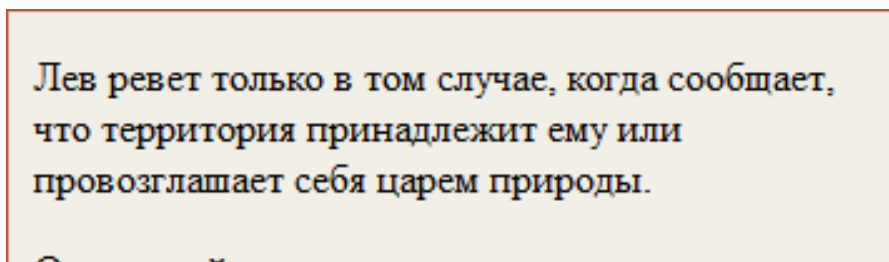 Лев ревет только в том случае, когда сообщает,
что территория принадлежит ему или
провозглашает себя царем природы.